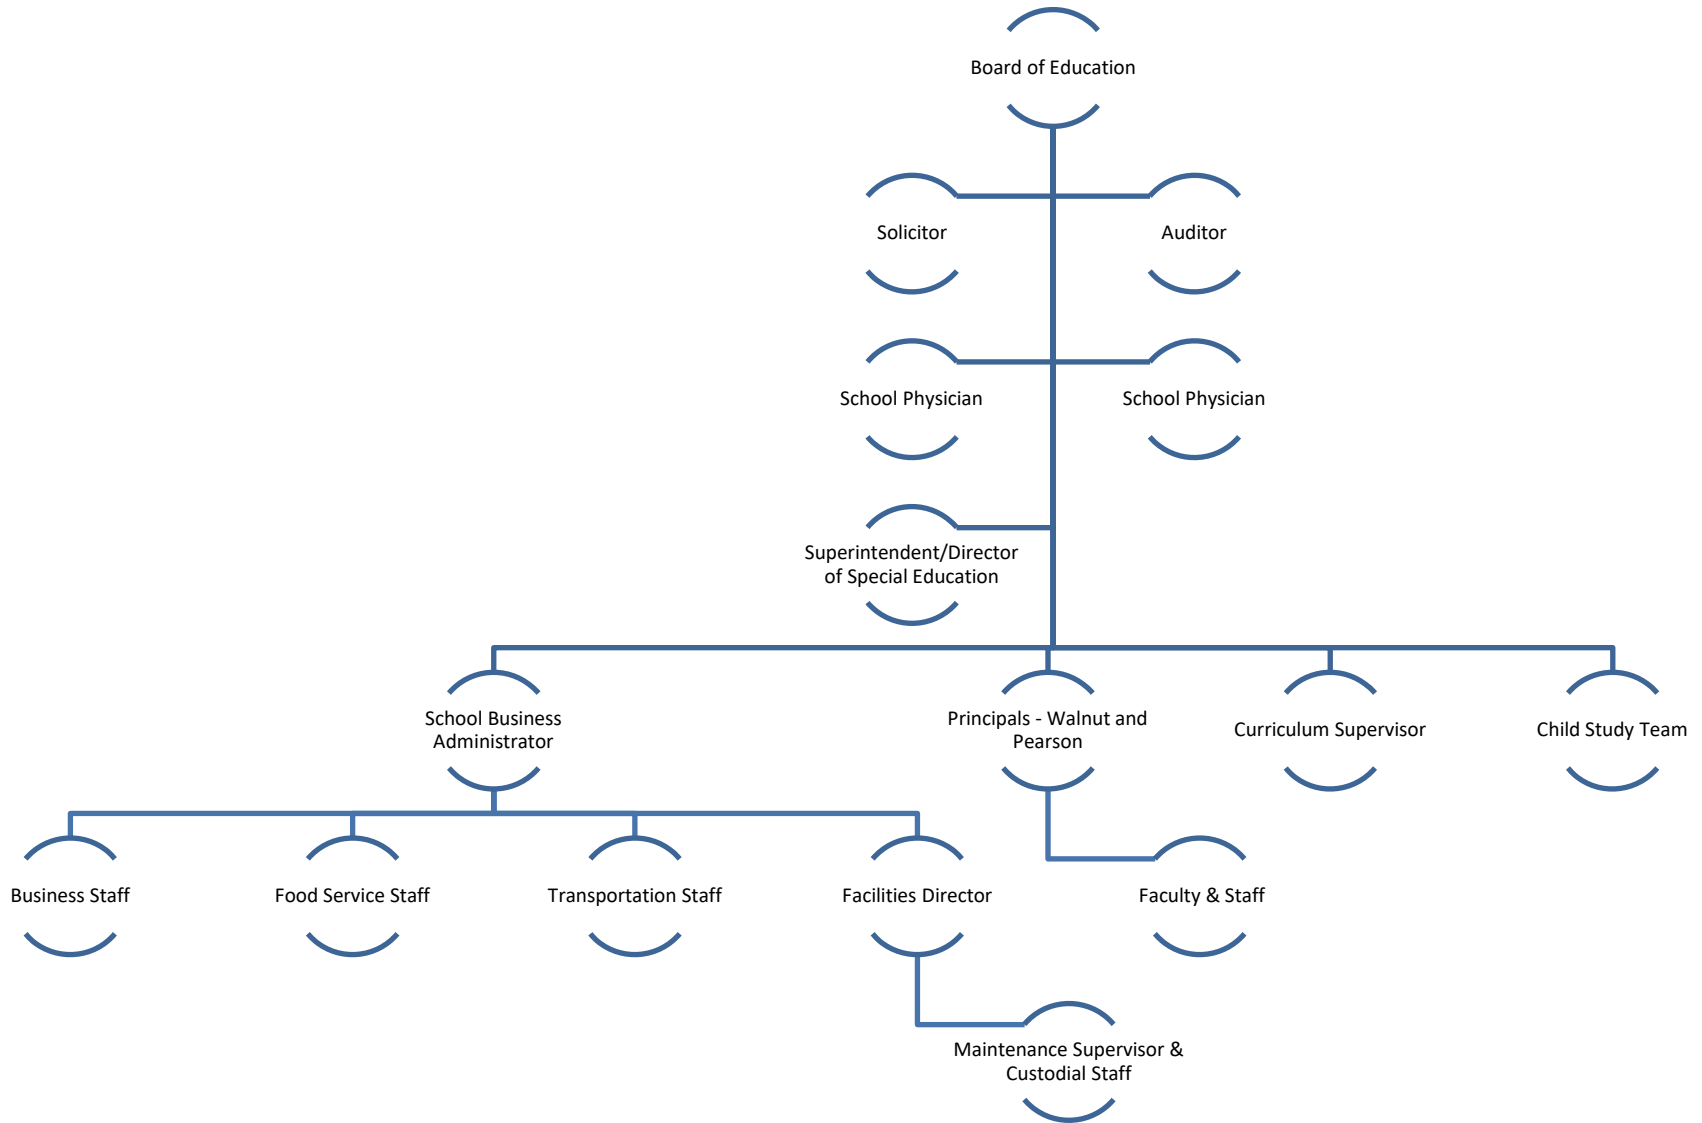 Board of Education
Solicitor
Auditor
School Physician
School Physician
Superintendent/Director
of Special Education
School Business
Administrator
Principals - Walnut and
Pearson
Curriculum Supervisor
Child Study Team
Business Staff
Food Service Staff
Transportation Staff
Facilities Director
Faculty & Staff
Maintenance Supervisor &
Custodial Staff